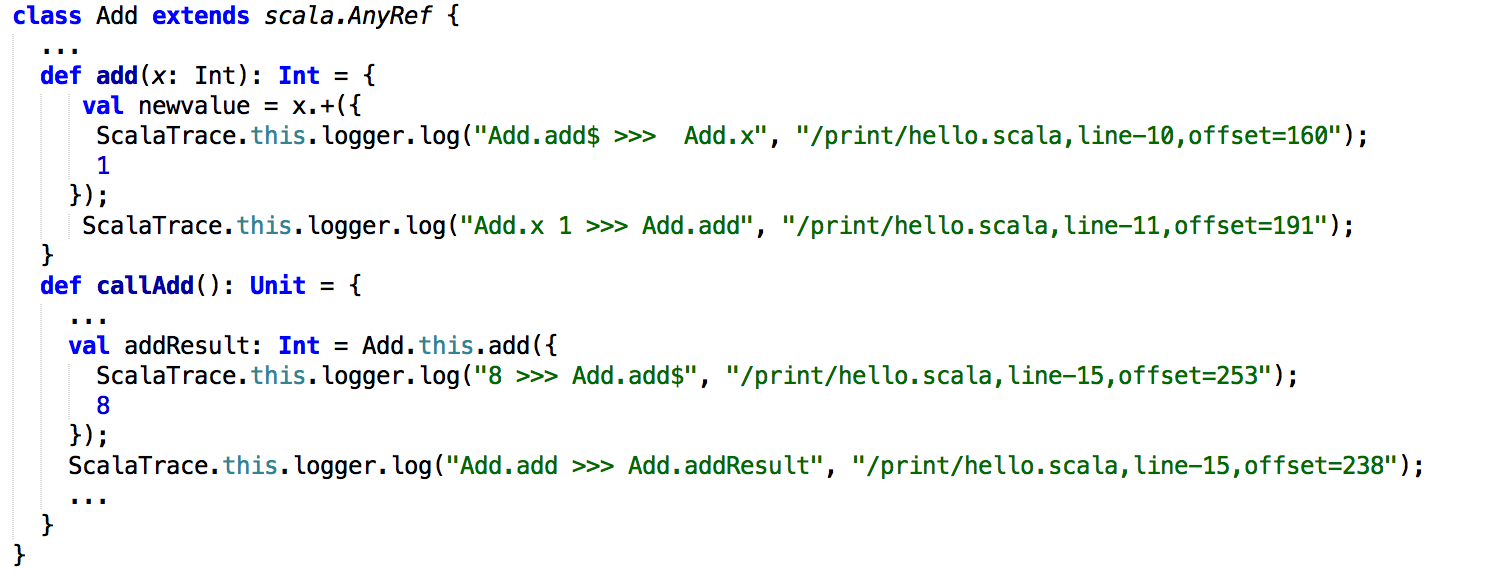 class Add extends scala.AnyRef {
...
def add(x: Int): Int = {
val newvalue = x.+({
ScalaTrace.this.logger.log("Add.add$ >>>  Add.x", "/print/hello.scala,line-10,offset=160");
1
});
ScalaTrace.this.logger.log("Add.x 1 >>> Add.add", "/print/hello.scala,line-11,offset=191");
}
def callAdd(): Unit = {
...
val addResult: Int = Add.this.add({
ScalaTrace.this.logger.log("8 >>> Add.add$", "/print/hello.scala,line-15,offset=253");
8
});
ScalaTrace.this.logger.log("Add.add >>> Add.addResult", "/print/hello.scala,line-15,offset=238");
...
}
}